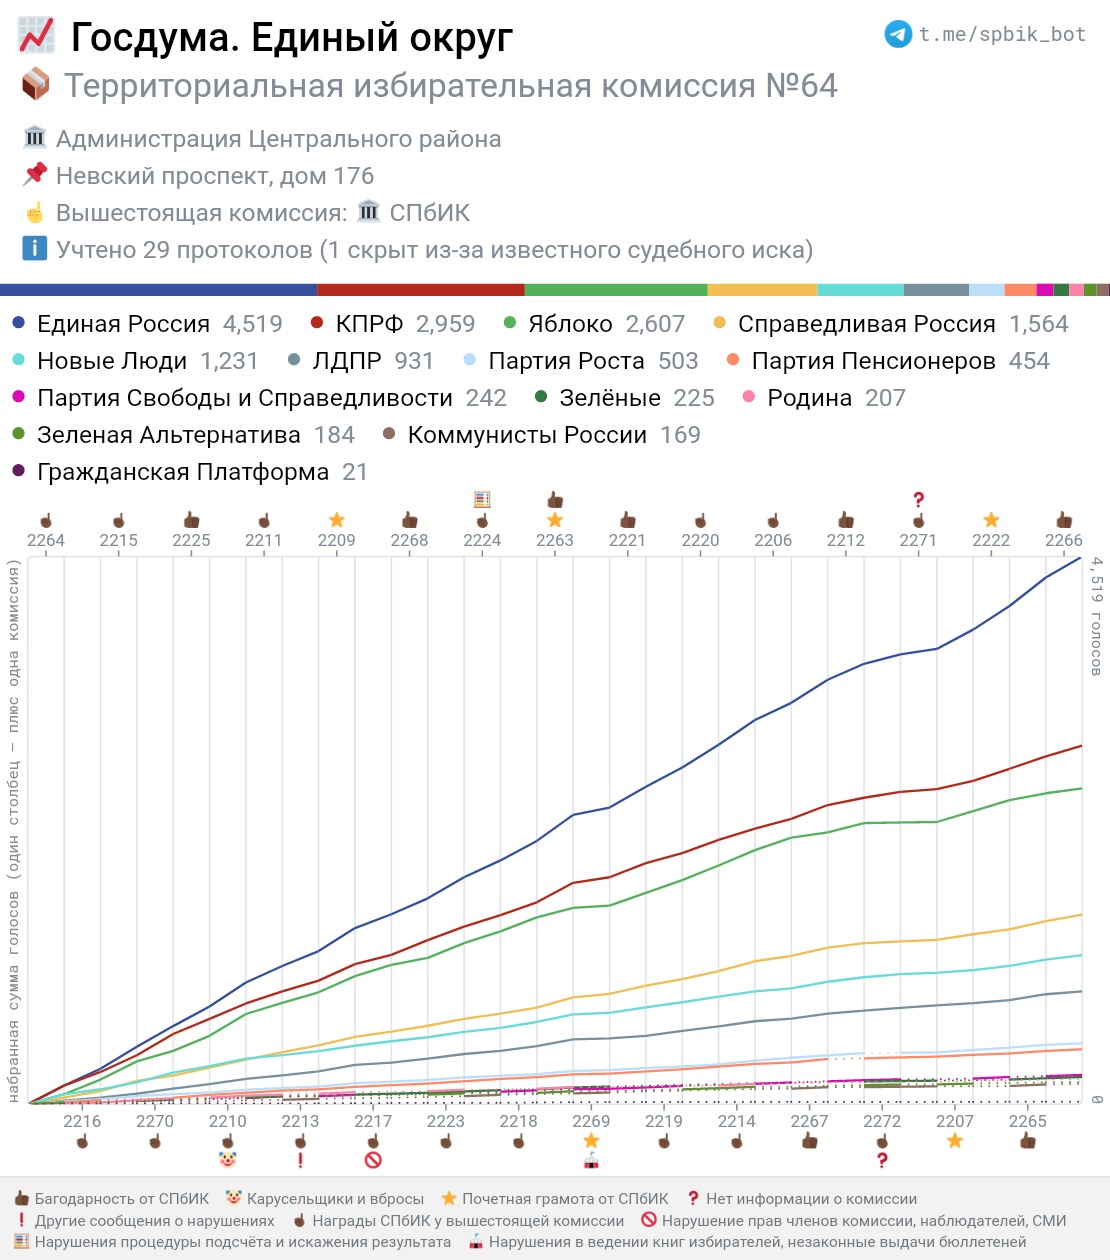 Госдума. Единый округ
t.me/spbik_bot
Территориальная избирательная комиссия №64
Администрация Центрального района
Невский проспект, дом 176
Вышестоящая комиссия: СПбИК
Учтено 29 протоколов (1 скрыт из-за известного судебного иска)
Единая Россия 4,519 КПРФ 2,959 Яблоко 2,607 Справедливая Россия 1,564
Новые Люди 1,231 ЛДПР 931 Партия Роста 503 Партия Пенсионеров 454
Партия Свободы и Справедливости 242 Зелёные 225 Родина 207
Зеленая Альтернатива 184 Коммунисты России 169
Гражданская Платформа 21
2264 2215 2225 2211 2209 2268 2224 2263 2221 2220 2206 2212 2271 2222 2266
набранная сумма голосов (один столбец – плюс одна комиссия)
4,519 голосов
0
2216 2270 2210 2213 2217 2223 2218 2269 2219 2214 2267 2272 2207 2265
Багодарность от СПбИК Карусельщики и вбросы Почетная грамота от СПбИК Нет информации о комиссии
Другие сообщения о нарушениях Награды СПбИК у вышестоящей комиссии Нарушение прав членов комиссии, наблюдателей, СМИ
Нарушения процедуры подсчёта и искажения результата Нарушения в ведении книг избирателей, незаконные выдачи бюллетеней